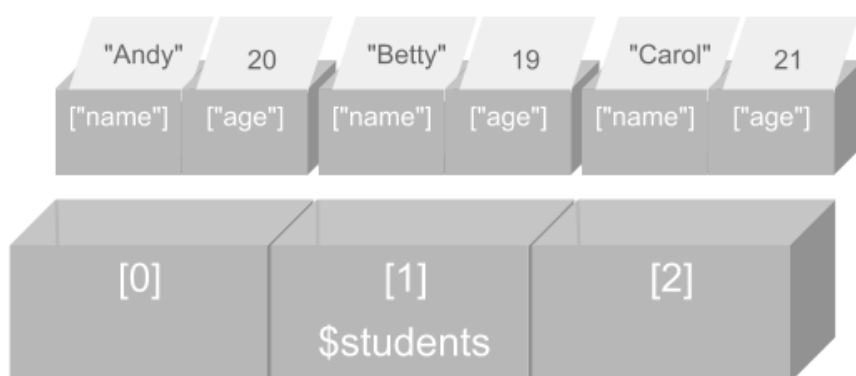 "Andy" 20 "Betty" 19 "Carol" 21
["name"] ["age"] ["name"] ["age"] ["name"] ["age"]
[0] [1] [2]
$students